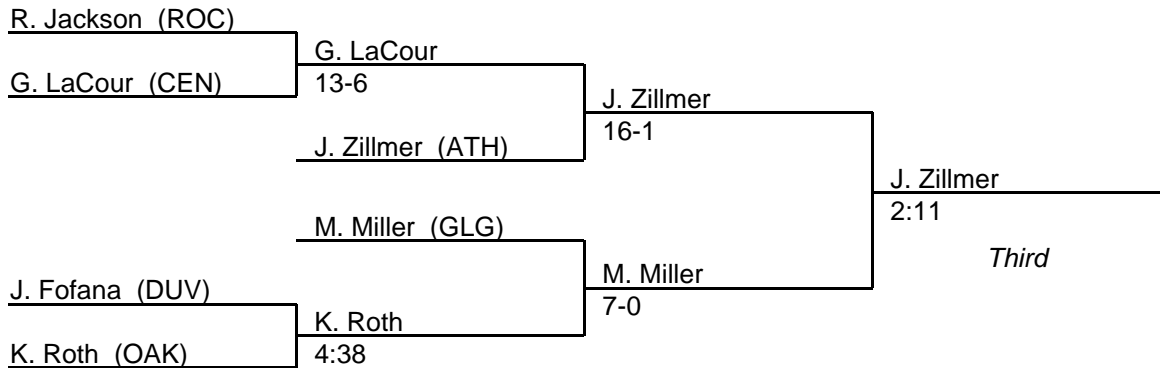 R. Jackson (ROC)
G. LaCour (CEN)
G. LaCour
13-6
J. Zillmer (ATH)
J. Zillmer
16-1
M. Miller (GLG)
J. Fofana (DUV)
K. Roth (OAK)
K. Roth
4:38
M. Miller
7-0
J. Zillmer
2:11
Third